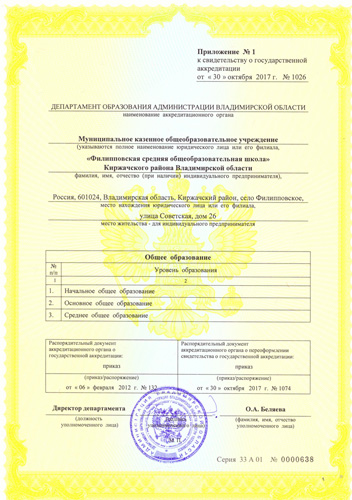 Приложение № 1
к свидетельству о государственной
аккредитации
от « 30 » октября 2017 г. № 1026
ДЕПАРТАМЕНТ ОБРАЗОВАНИЯ АДМИНИСТРАЦИИ ВЛАДИМИРСКОЙ ОБЛАСТИ
наименование аккредитационного органа
Муниципальное казенное общеобразовательное учреждение
(указываются полное наименование юридического лица или его филиала,
«Филипповская средняя общеобразовательная школа»
Киржачского района Владимирской области
фамилия, имя, отчество (при наличии) индивидуального предпринимателя),
Россия, 601024, Владимирская область, Киржачский район, село Филипповское,
место нахождения юридического лица или его филиала,
улица Советская, дом 26
место жительства - для индивидуального предпринимателя
Общее образование
№ п/п Уровень образования
1 2
1. Начальное общее образование
2. Основное общее образование
3. Среднее общее образование
Распорядительный документ
аккредитационного органа о
государственной аккредитации:
приказ
(приказ/распоряжение)
от « 06 » февраля 2012 г. № 132
Распорядительный документ
аккредитационного органа о переоформлении
свидетельства о государственной аккредитации:
приказ
(приказ/распоряжение)
от « 30 » октября 2017 г. № 1074
Директор департамента
(должность
уполномоченного лица)
О.А. Беляева
(фамилия, имя, отчество
уполномоченного лица)
М.П.
Серия 33 А 01 № 0000638